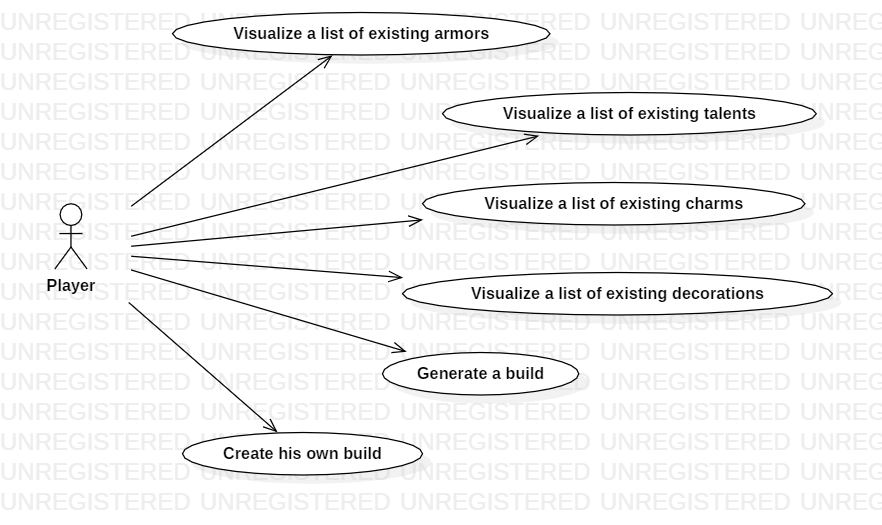 Visualize a list of existing armors
Visualize a list of existing talents
Visualize a list of existing charms
Player
Visualize a list of existing decorations
Generate a build
Create his own build
UNREGISTERED UNREGISTERED UNREGISTERED UNREGISTERED UNREG